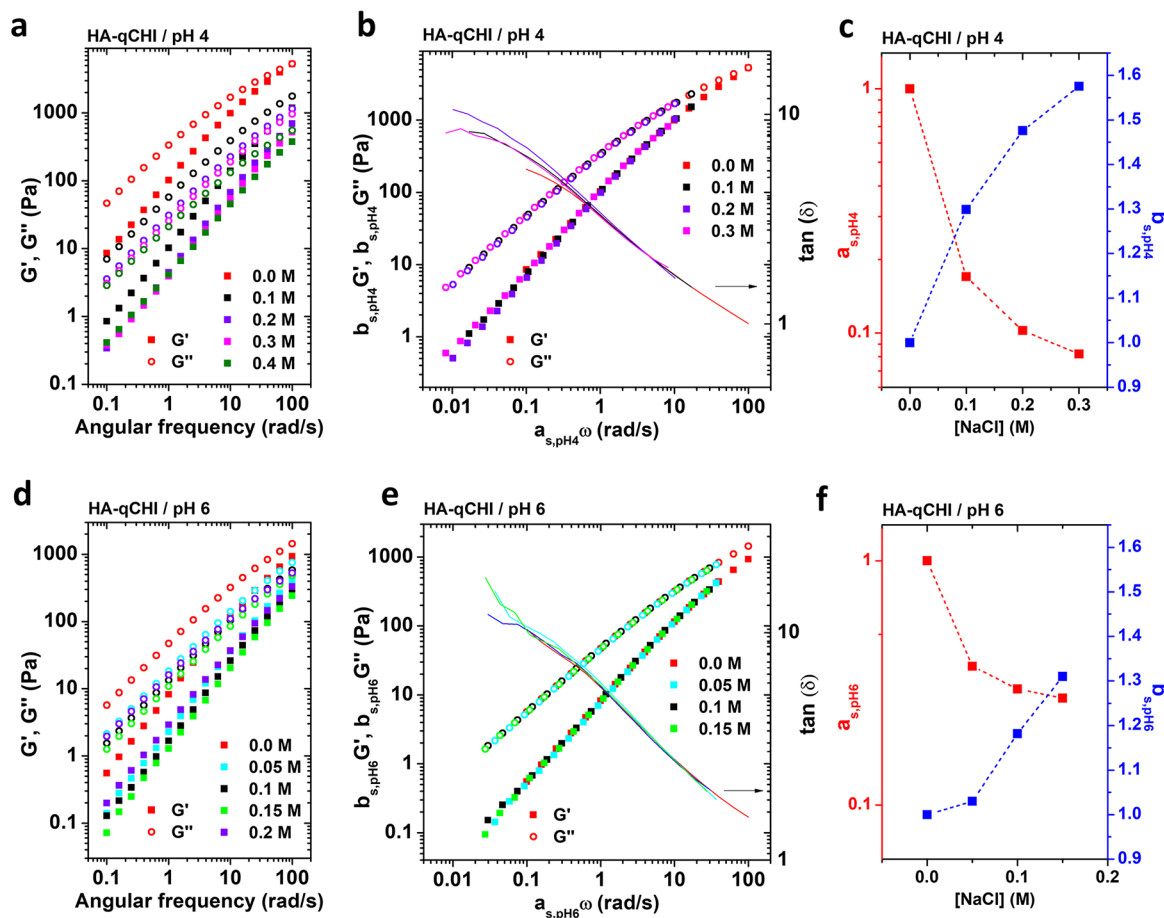 a
HA-qCHI / pH 4
G', G'' (Pa)
1000
100
10
1
0.1
0.0 M
0.1 M
0.2 M
0.3 M
0.4 M
G'
G''
0.1
1
10
100
Angular frequency (rad/s)
b
HA-qCHI / pH 4
b_s,pH4 G', b_s,pH4 G'' (Pa)
1000
100
10
1
0.0 M
0.1 M
0.2 M
0.3 M
G'
G''
0.01
0.1
1
10
100
a_s,pH4 ω (rad/s)
10
1
tan (δ)
c
HA-qCHI / pH 4
a_s,pH4
1
0.1
0.0
0.1
0.2
0.3
[NaCl] (M)
1.6
1.5
1.4
1.3
1.2
1.1
1.0
0.9
b_s,pH4
d
HA-qCHI / pH 6
G', G'' (Pa)
1000
100
10
1
0.1
0.0 M
0.05 M
0.1 M
0.15 M
0.2 M
G'
G''
0.1
1
10
100
Angular frequency (rad/s)
e
HA-qCHI / pH 6
b_s,pH6 G', b_s,pH6 G'' (Pa)
1000
100
10
1
0.1
0.0 M
0.05 M
0.1 M
0.15 M
G'
G''
0.01
0.1
1
10
100
a_s,pH6 ω (rad/s)
10
1
tan (δ)
f
HA-qCHI / pH 6
a_s,pH6
1
0.1
0.0
0.1
0.2
[NaCl] (M)
1.6
1.5
1.4
1.3
1.2
1.1
1.0
0.9
b_s,pH6